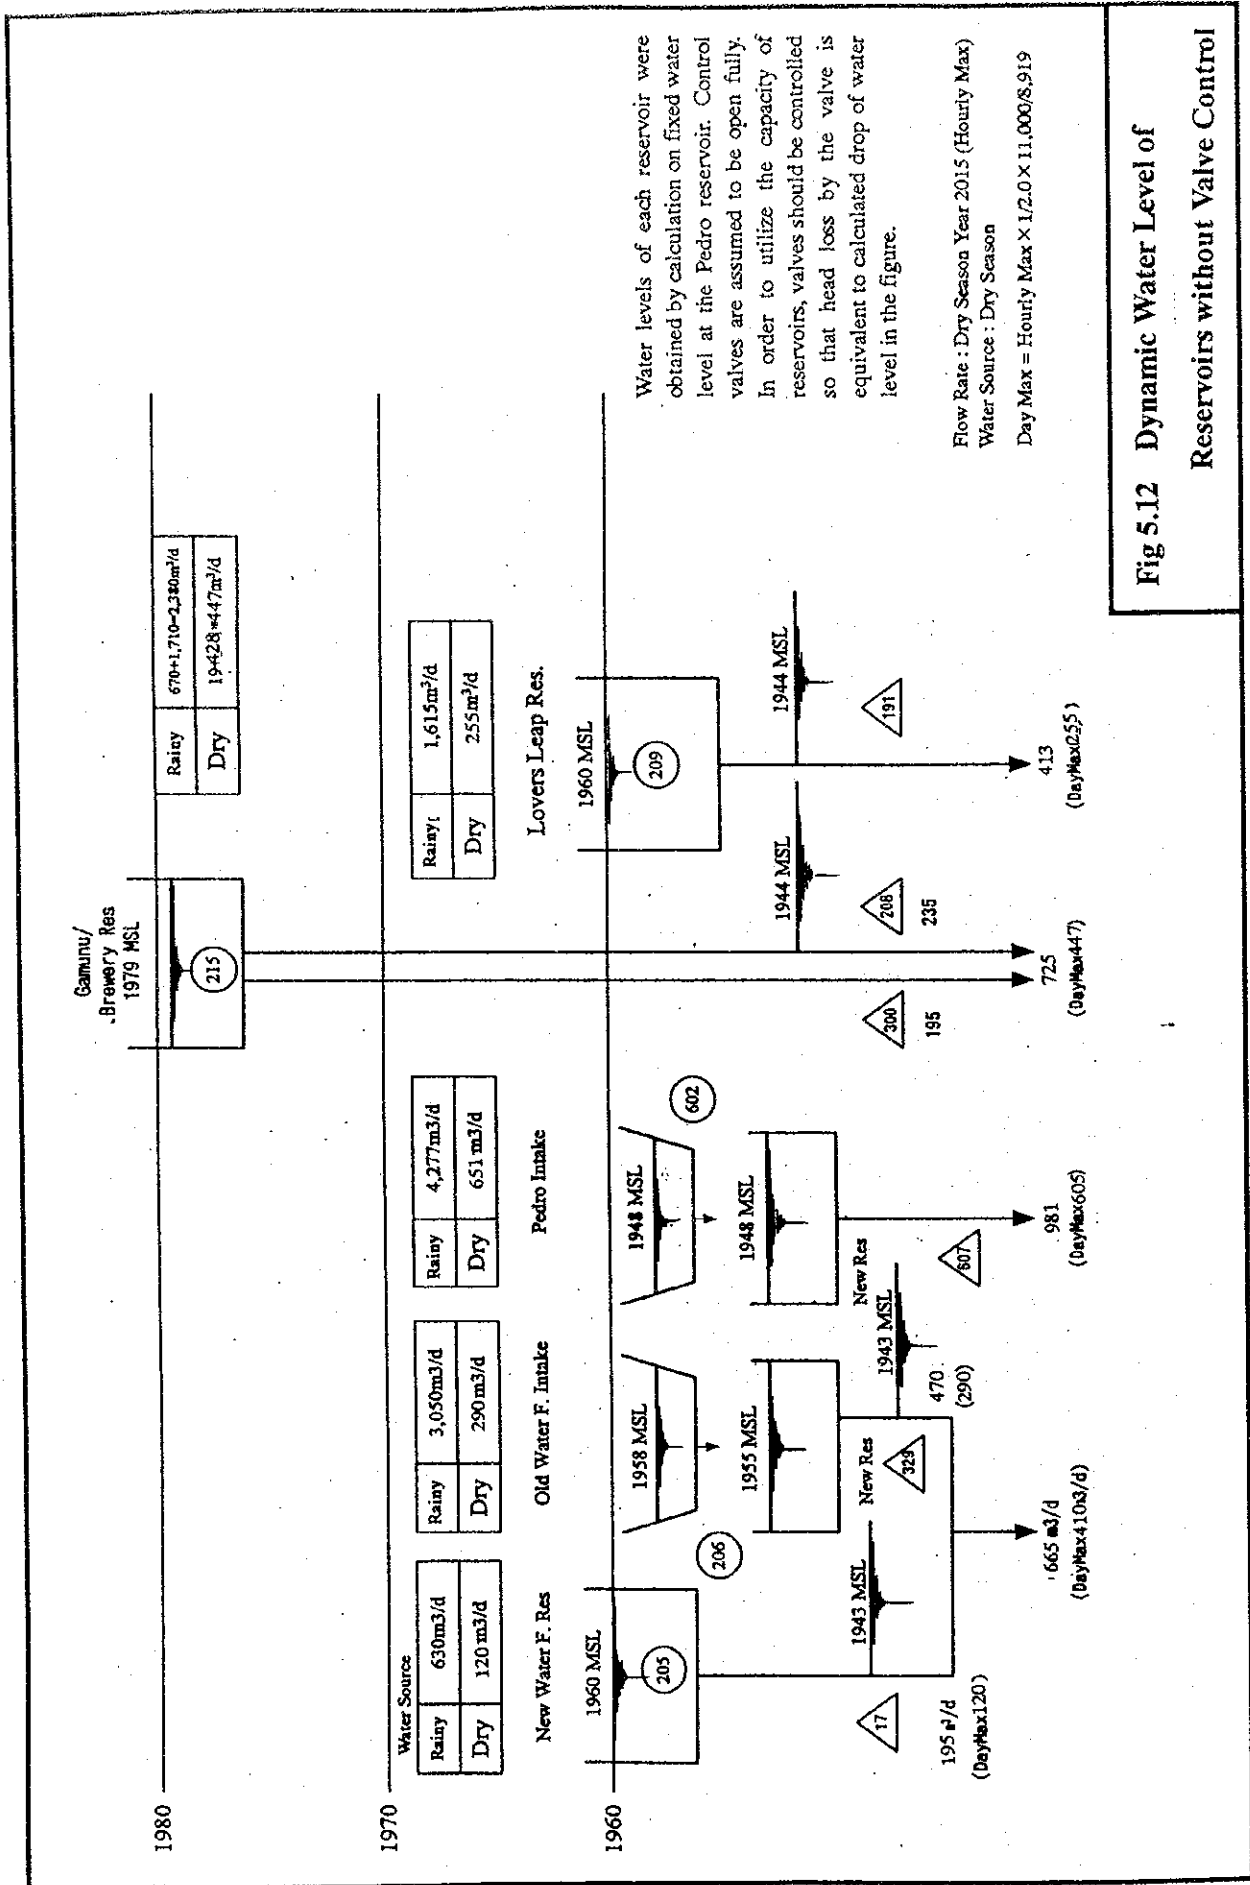 1980
1970
1960
Gamunu/
.Brewery Res
1979 MSL
215
Rainy 670+1,710=2,380m³/d
Dry
Water Source
Rainy 630m3/d
Dry 120m3/d
New Water F. Res
1960 MSL
205
Rainy 3,050m3/d
Dry 290m3/d
Old Water F. Intake
1958 MSL
206
1955 MSL
Rainy 4,277m3/d
Dry 651m3/d
Pedro Intake
1948 MSL
602
1948 MSL
Rainy 1,615m³/d
Dry 255m³/d
Lovers Leap Res.
1960 MSL
209
1943 MSL
New Res
17
195 m³/d
(DayMax120)
329
1943 MSL
New Res
470
(290)
665 m3/d
(DayMax410m3/d)
607
981
(DayMax605)
300
195
1944 MSL
208
235
725
(DayMax447)
1944 MSL
191
413
(DayMax255)
Water levels of each reservoir were
obtained by calculation on fixed water
level at the Pedro reservoir. Control
valves are assumed to be open fully.
In order to utilize the capacity of
reservoirs, valves should be controlled
so that head loss by the valve is
equivalent to calculated drop of water
level in the figure.
Flow Rate : Dry Season Year 2015 (Hourly Max)
Water Source : Dry Season
Day Max = Hourly Max × 1/2.0 × 11,000/8,919
Fig 5.12 Dynamic Water Level of
Reservoirs without Valve Control